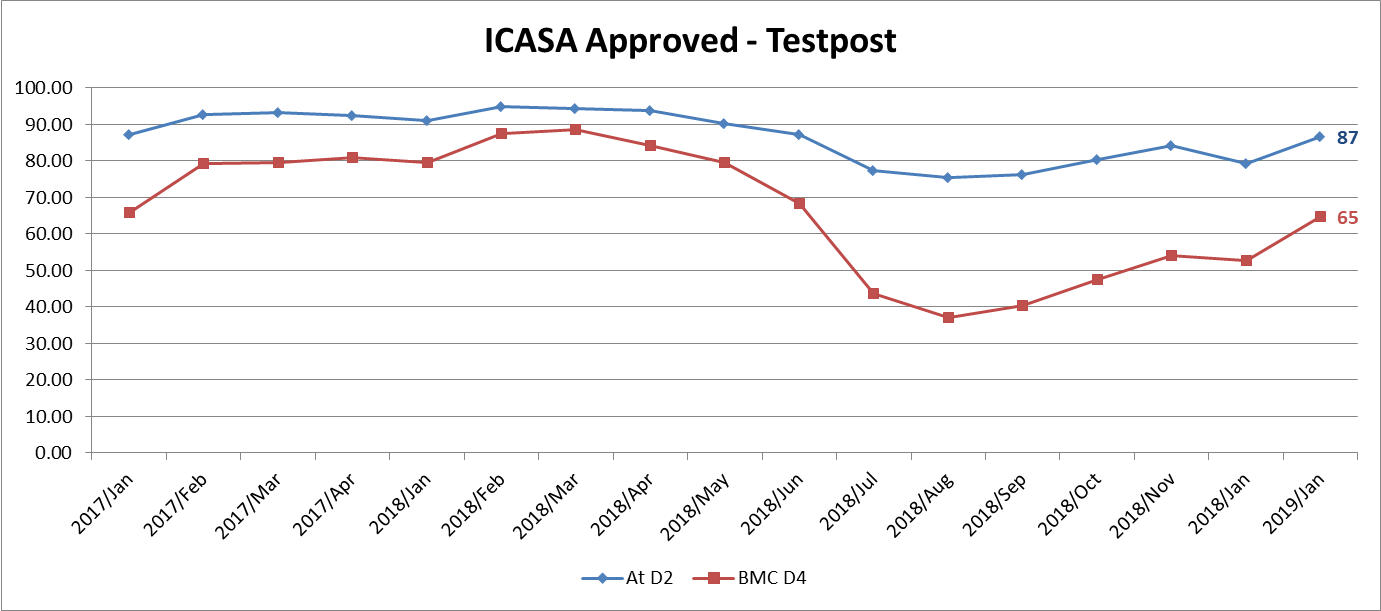 ICASA Approved - Testpost
100.00
90.00
80.00
70.00
60.00
50.00
40.00
30.00
20.00
10.00
0.00
87
65
2017/Jan
2017/Feb
2017/Mar
2017/Apr
2018/Jan
2018/Feb
2018/Mar
2018/Apr
2018/May
2018/Jun
2018/Jul
2018/Aug
2018/Sep
2018/Oct
2018/Nov
2018/Jan
2019/Jan
At D2
BMC D4